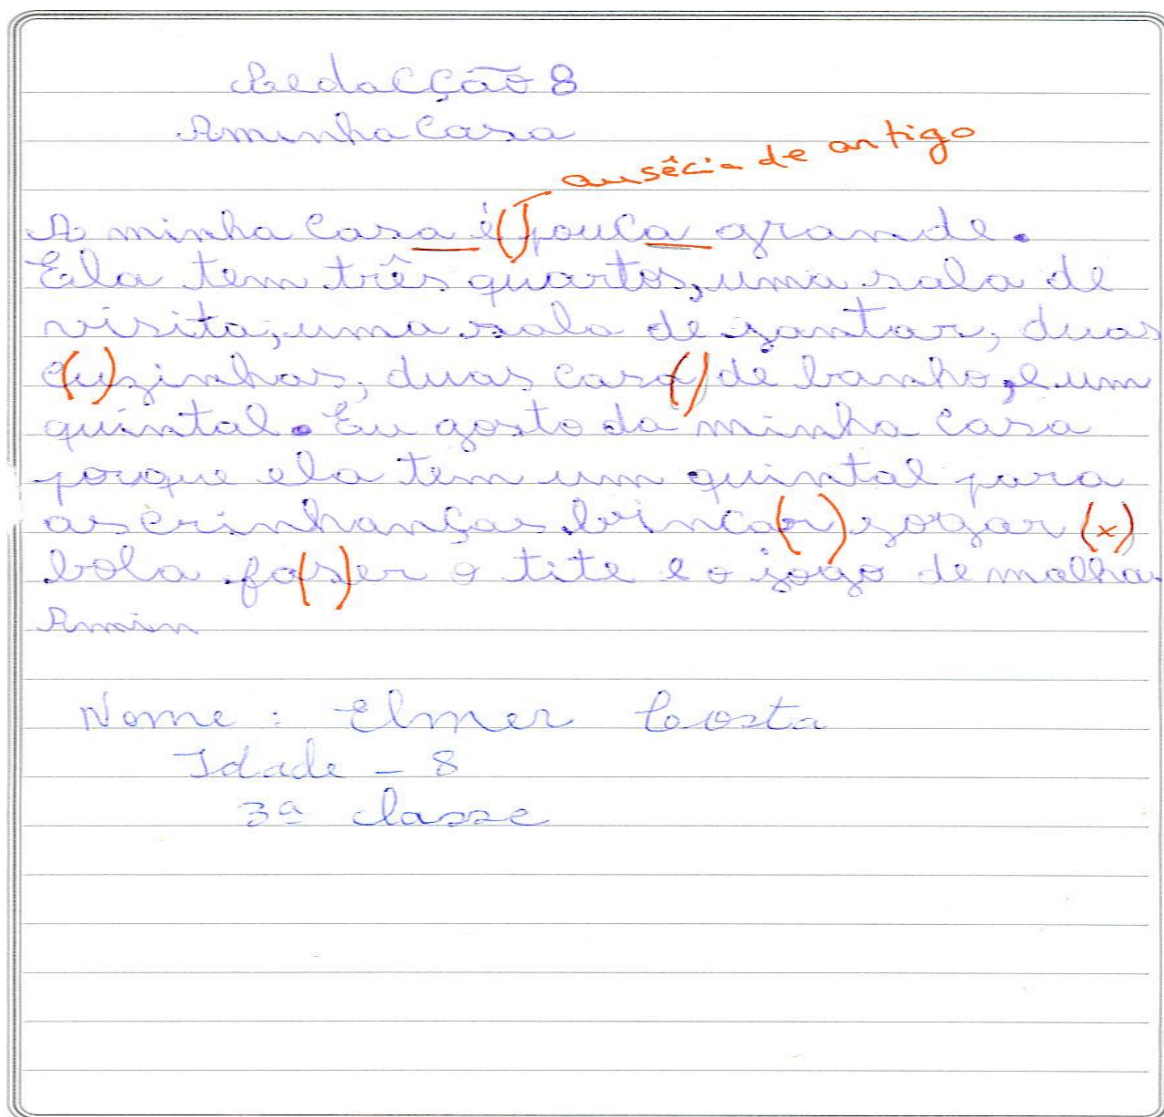 Redacção 8
Aminha Casa
ausêcia de antigo
A minha casa é () pouca grande.
Ela tem três quartos, uma sala de
visita, uma sala de jantar, duas
cuzinhas, duas casa () de banho, e um
quintal. Eu gosto da minha casa
porque ela tem um quintal para
as crinhanças brincar () jogar (x)
bola faser o tite e o jogo de malha.
Amin
Nome : Elmer Costa
Idade - 8
3ª classe